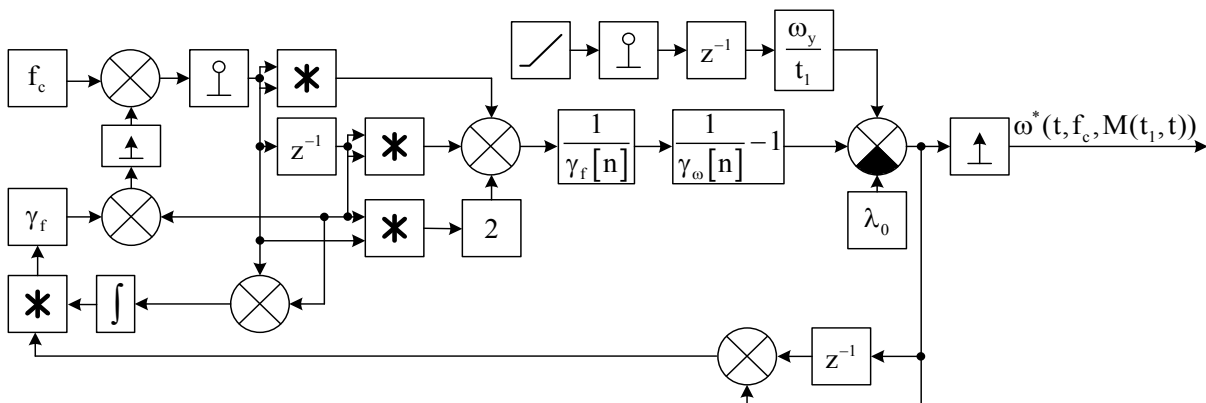 f_c
z^{-1}
ω_y
t_1
z^{-1}
1
γ_f[n]
1
γ_ω[n]
-1
ω^*(t,f_c,M(t_1,t))
γ_f
2
λ_0
∫
z^{-1}